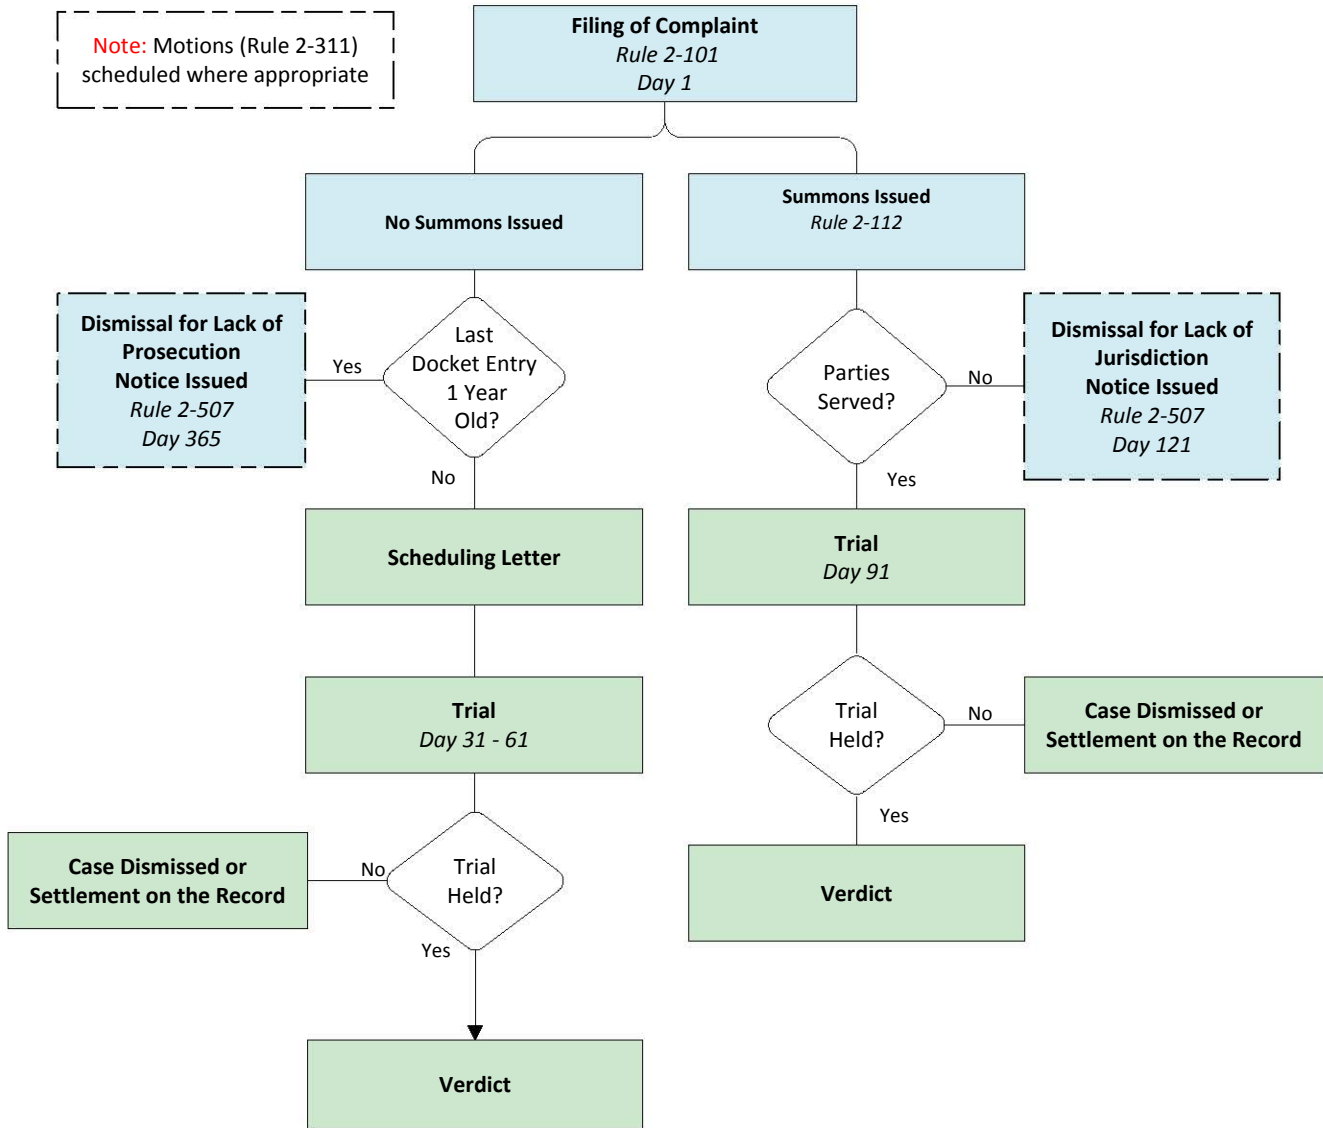 Note: Motions (Rule 2-311)
scheduled where appropriate
Filing of Complaint
Rule 2-101
Day 1
No Summons Issued
Summons Issued
Rule 2-112
Dismissal for Lack of
Prosecution
Notice Issued
Rule 2-507
Day 365
Yes
Last
Docket Entry
1 Year
Old?
No
Parties
Served?
No
Dismissal for Lack of
Jurisdiction
Notice Issued
Rule 2-507
Day 121
Yes
Scheduling Letter
Trial
Day 91
Trial
Day 31 - 61
Trial
Held?
No
Case Dismissed or
Settlement on the Record
Yes
Verdict
Case Dismissed or
Settlement on the Record
No
Trial
Held?
Yes
Verdict